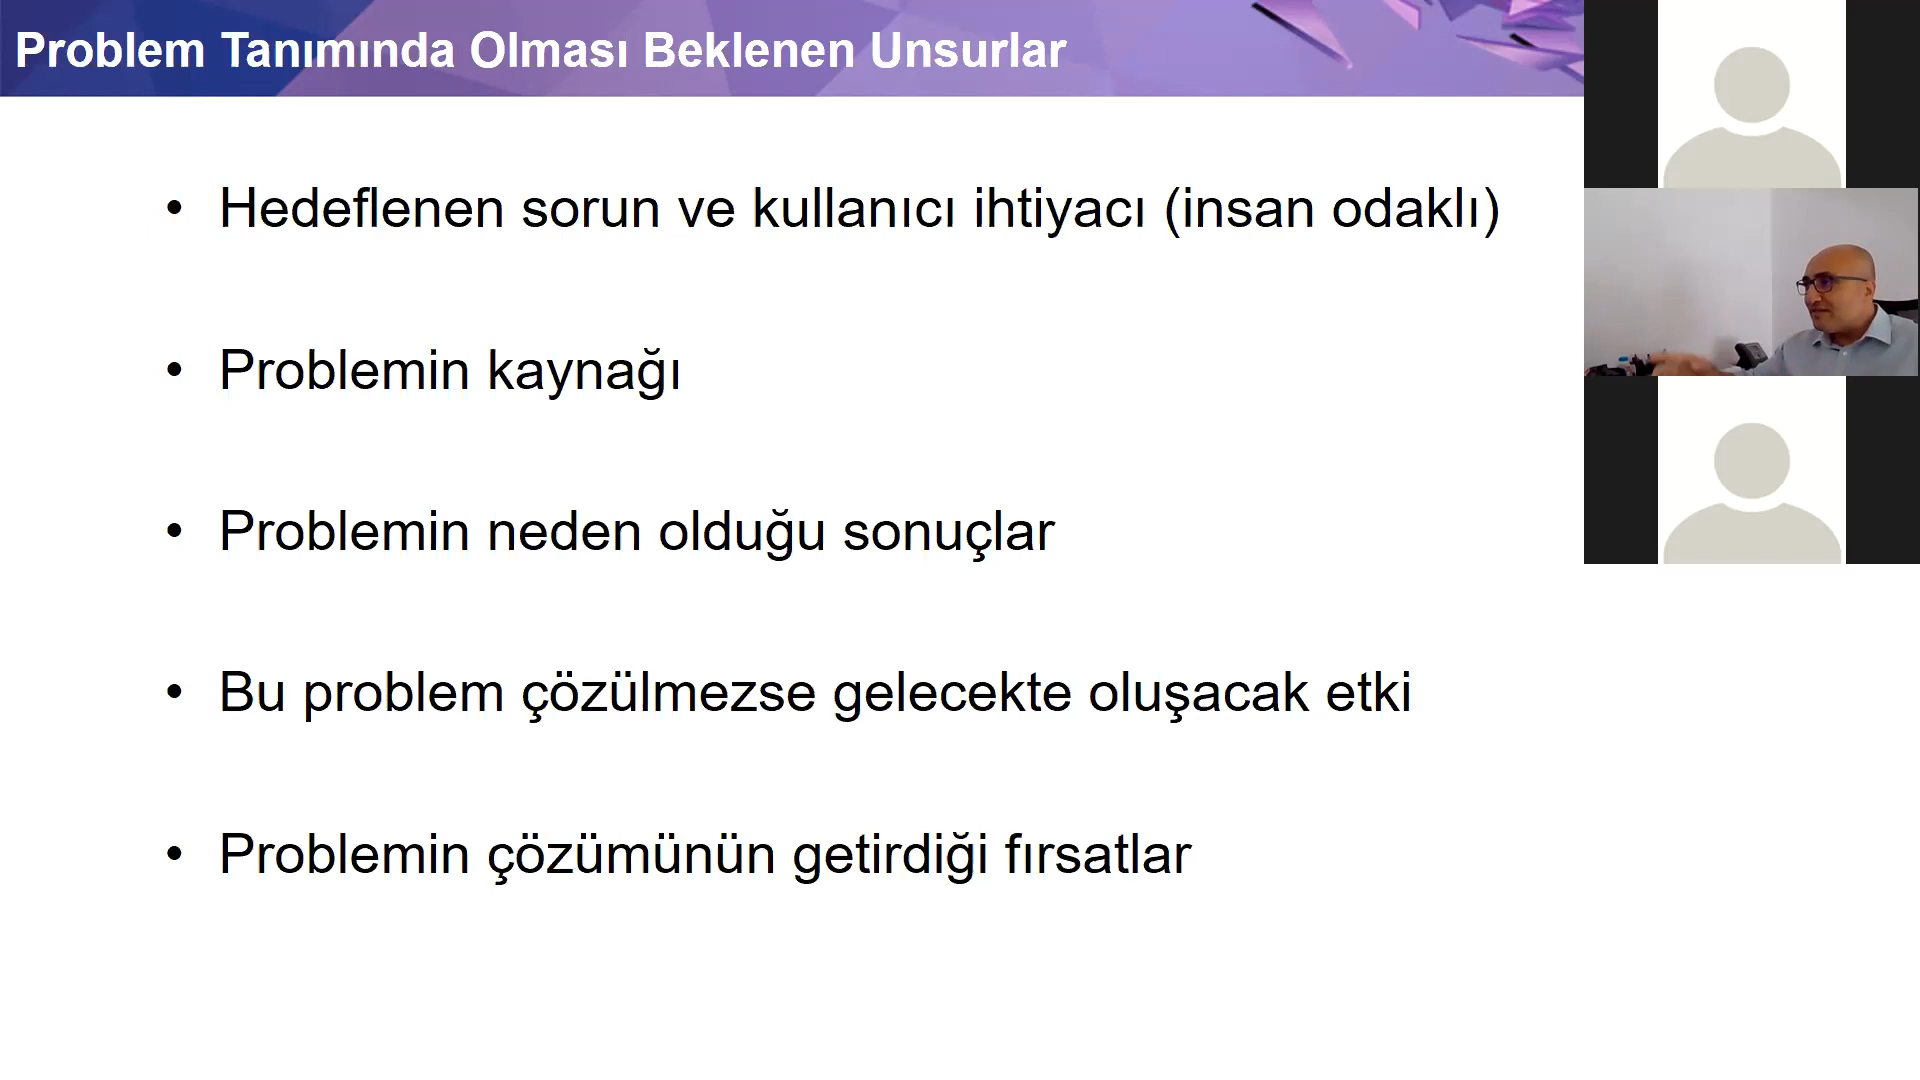 Problem Tanımında Olması Beklenen Unsurlar
• Hedeflenen sorun ve kullanıcı ihtiyacı (insan odaklı)
• Problemin kaynağı
• Problemin neden olduğu sonuçlar
• Bu problem çözülmezse gelecekte oluşacak etki
• Problemin çözümünün getirdiği fırsatlar